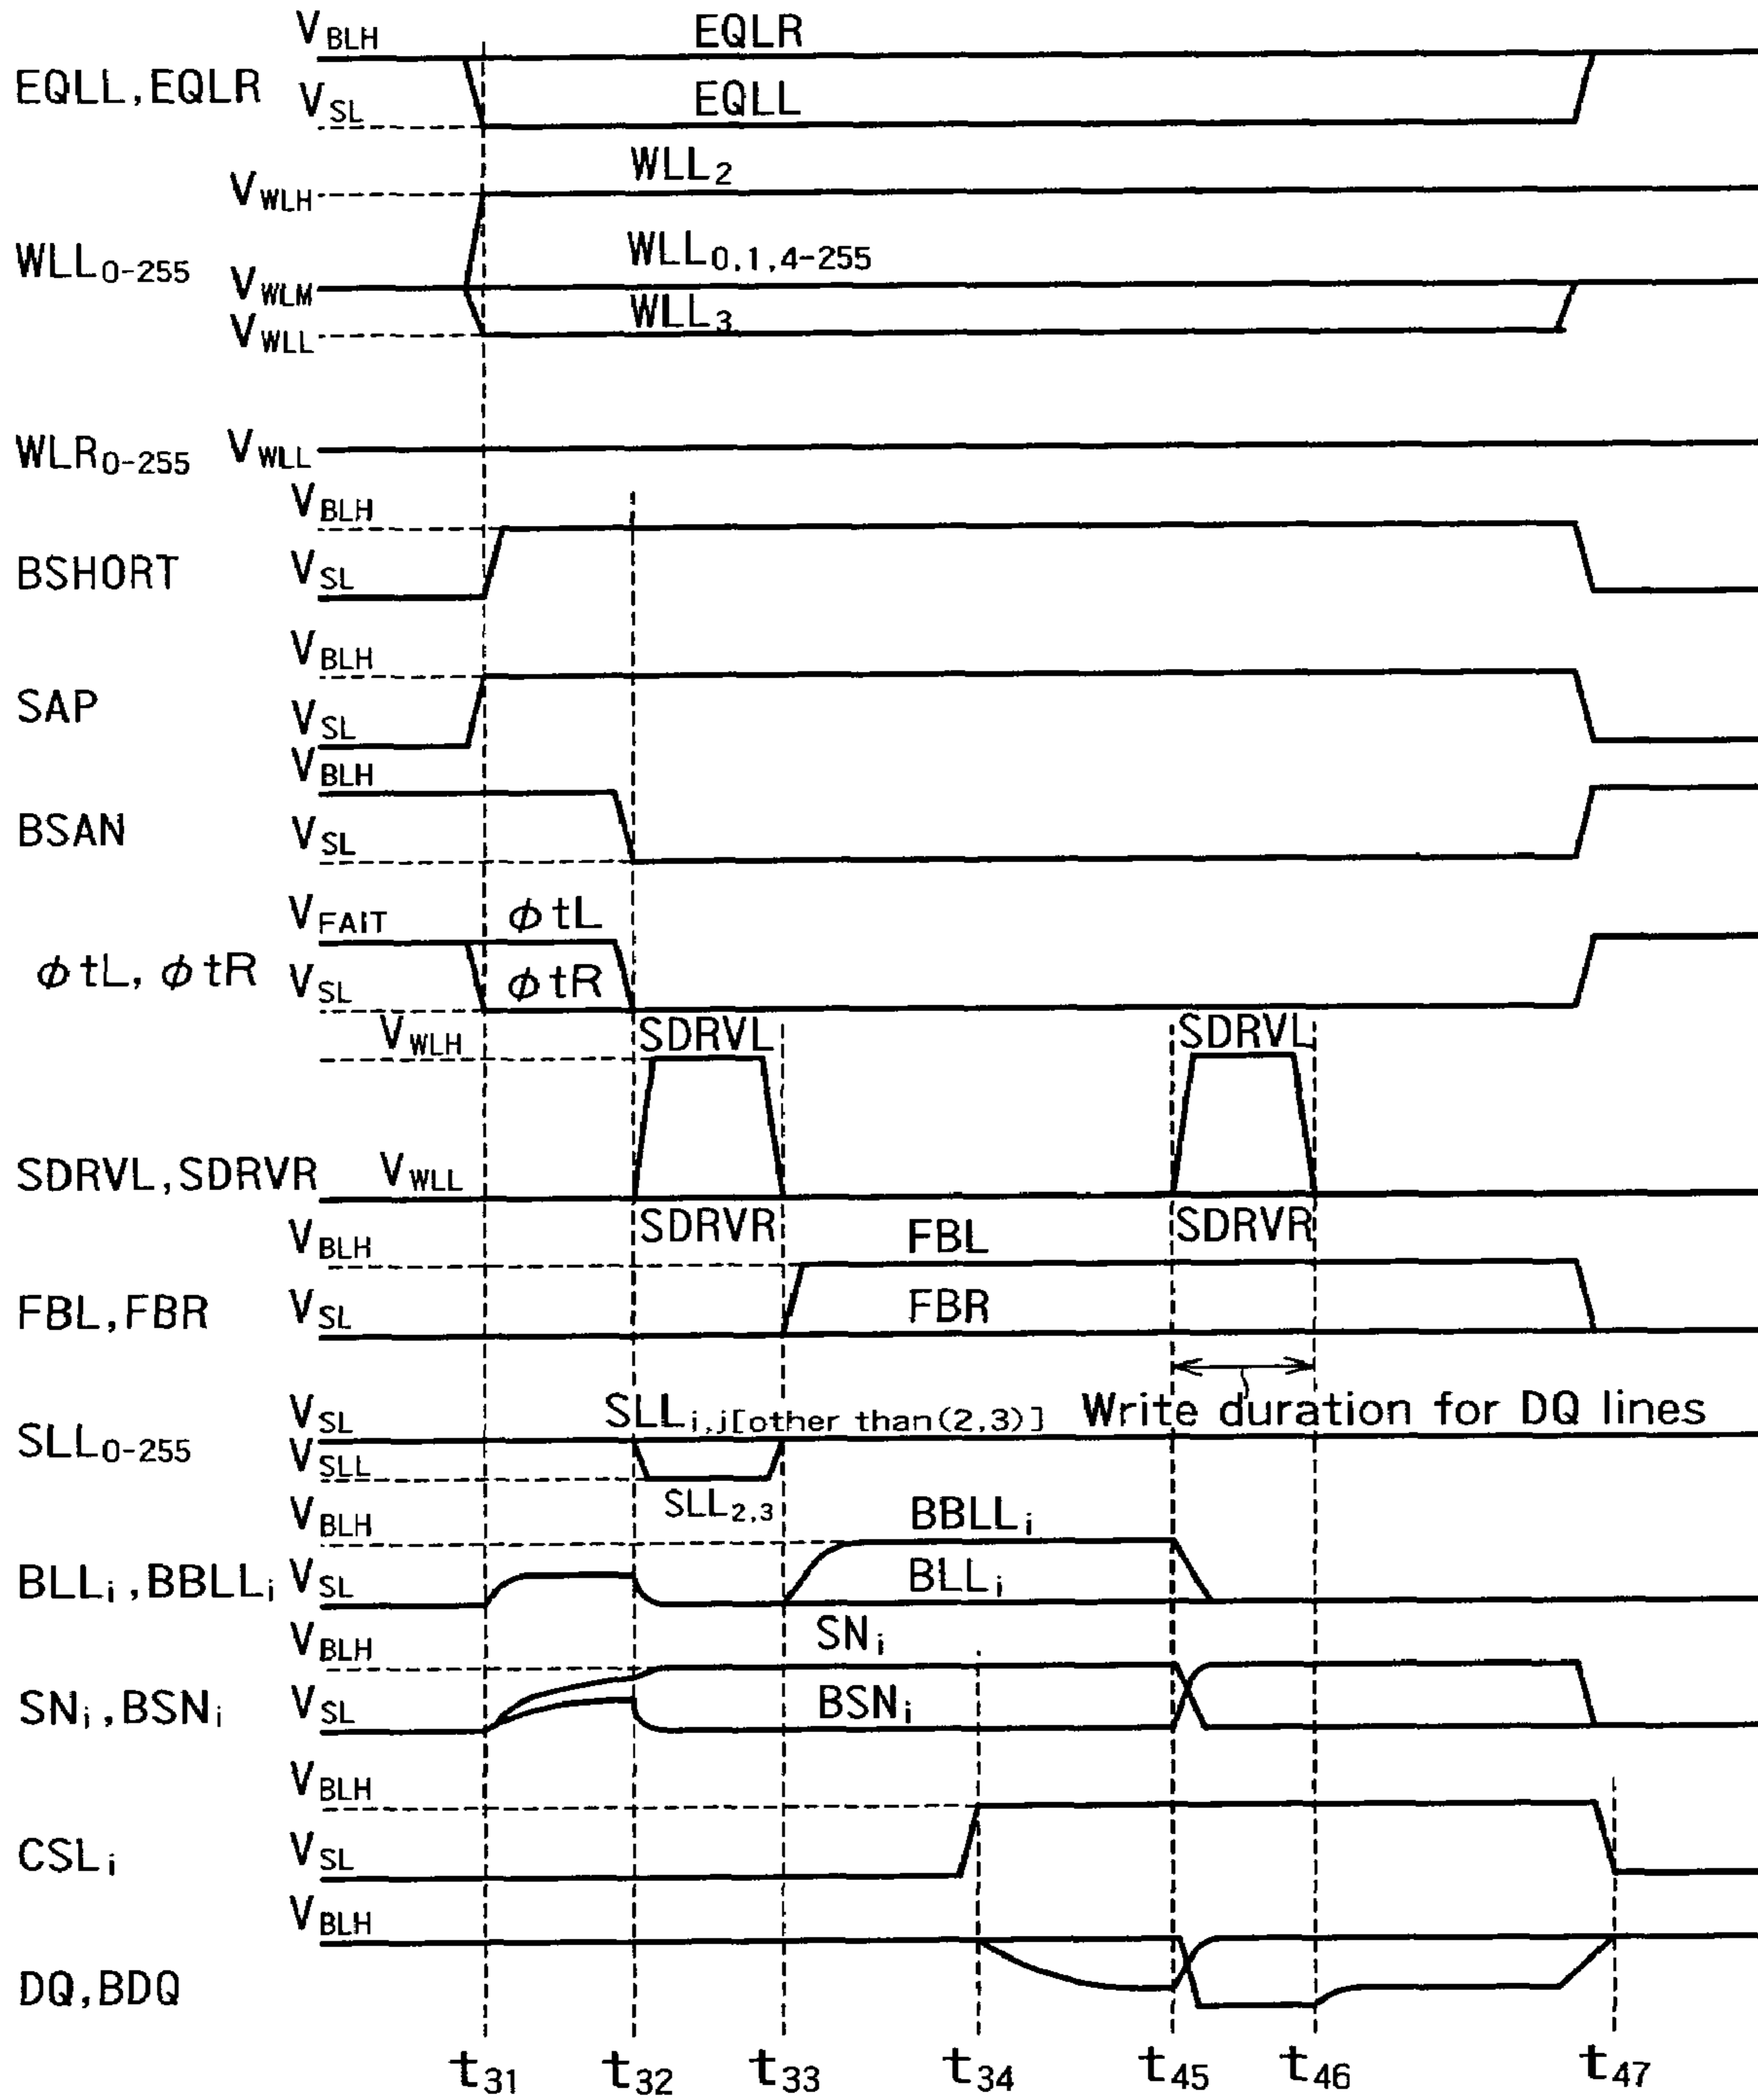 V_BLH EQLR
EQLL,EQLR V_SL EQLL
WLL_2
V_WLH
WLL_0-255 WLL_0,1,4-255
V_WLM
V_WLL WLL_3
WLR_0-255 V_WLL
V_BLH
BSHORT V_SL
V_BLH
SAP V_SL
V_BLH
BSAN V_SL
V_FAIT φtL
φtL, φtR V_SL φtR
V_WLH SDRVL SDRVL
SDRVL,SDRVR V_WLL
SDRVR SDRVR
V_BLH FBL
FBL,FBR V_SL FBR
V_SL SLL_i,j[other than(2,3)] Write duration for DQ lines
SLL_0-255 V_SLL
SLL_2,3
V_BLH BBLL_i
BLL_i,BBLL_i V_SL BLL_i
V_BLH SN_i
SN_i,BSN_i V_SL BSN_i
V_BLH
CSL_i V_SL
V_BLH
DQ,BDQ
t_31 t_32 t_33 t_34 t_45 t_46 t_47